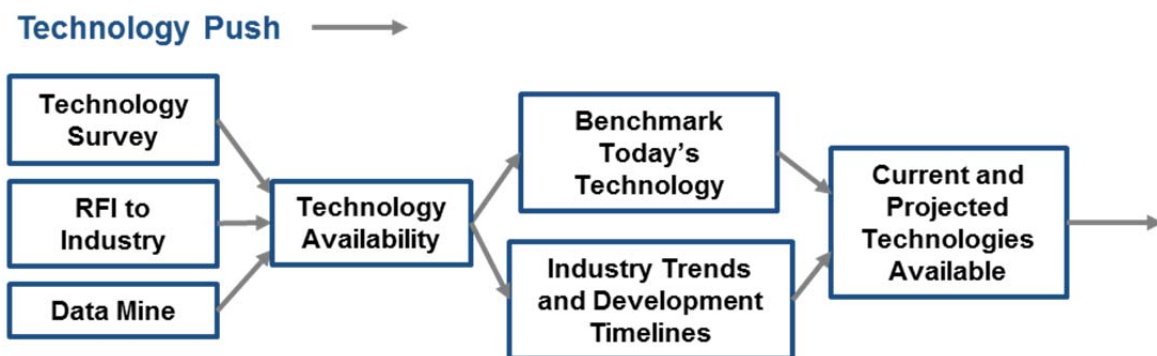 Technology Push
Technology
Survey
RFI to
Industry
Data Mine
Technology
Availability
Benchmark
Today's
Technology
Industry Trends
and Development
Timelines
Current and
Projected
Technologies
Available